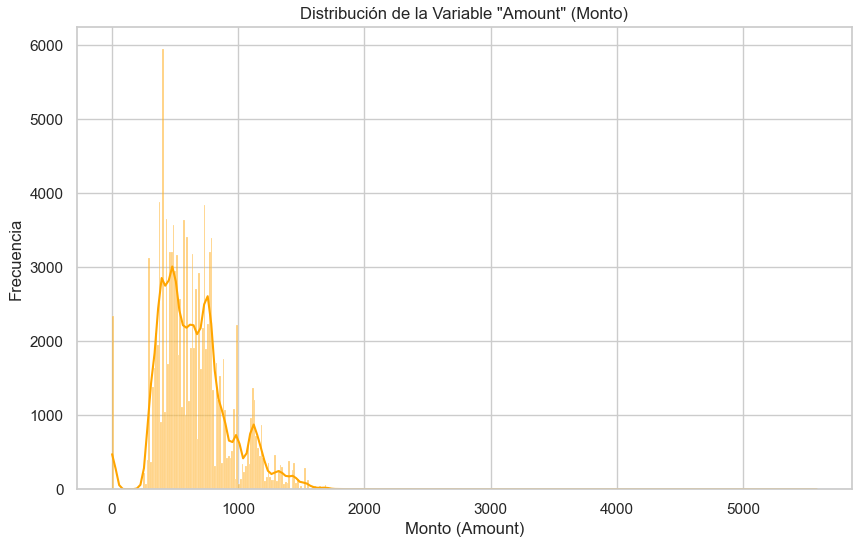 Distribución de la Variable "Amount" (Monto)
6000
5000
4000
3000
2000
1000
0
Frecuencia
0 1000 2000 3000 4000 5000
Monto (Amount)